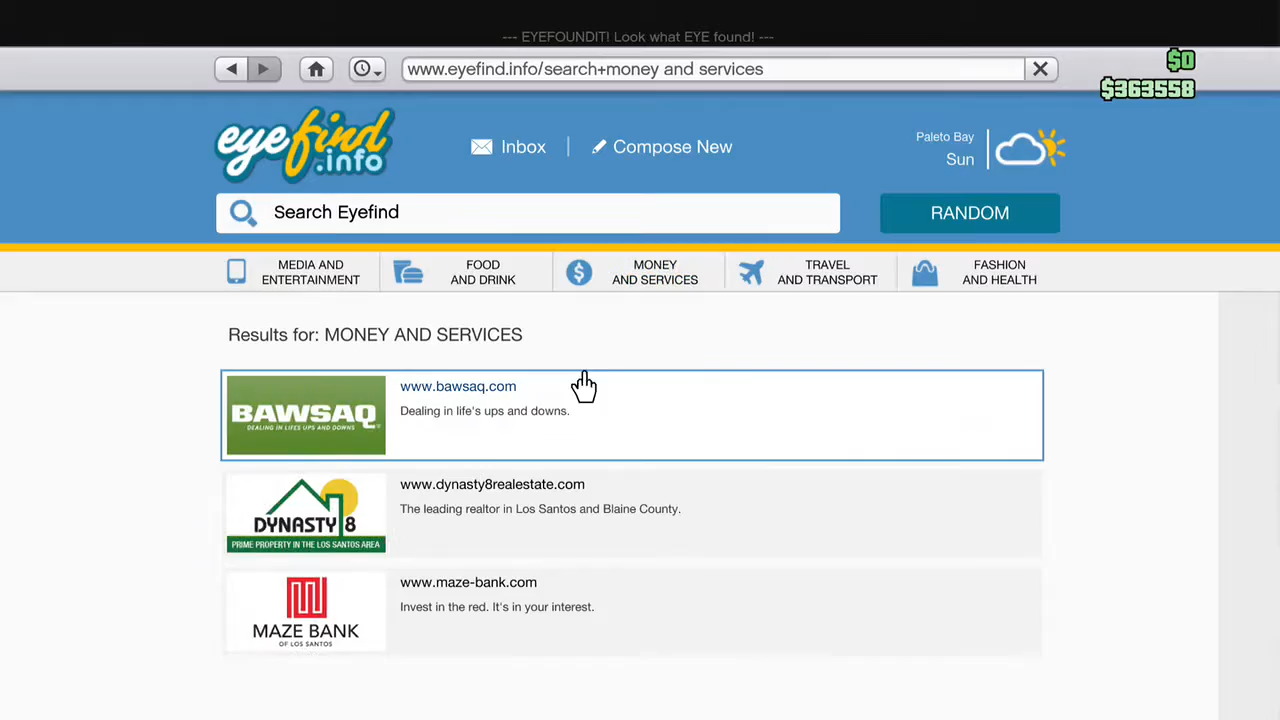 --- EYEFOUNDIT! Look what EYE found! ---
www.eyefind.info/search+money and services
$0
$363558
eyefind
.info
Inbox
Compose New
Paleto Bay
Sun
Search Eyefind
RANDOM
MEDIA AND
ENTERTAINMENT
FOOD
AND DRINK
MONEY
AND SERVICES
TRAVEL
AND TRANSPORT
FASHION
AND HEALTH
Results for: MONEY AND SERVICES
BAWSAQ
DEALING IN LIFES UPS AND DOWNS
www.bawsaq.com
Dealing in life's ups and downs.
DYNASTY 8
PRIME PROPERTY IN THE LOS SANTOS AREA
www.dynasty8realestate.com
The leading realtor in Los Santos and Blaine County.
MAZE BANK
OF LOS SANTOS
www.maze-bank.com
Invest in the red. It's in your interest.